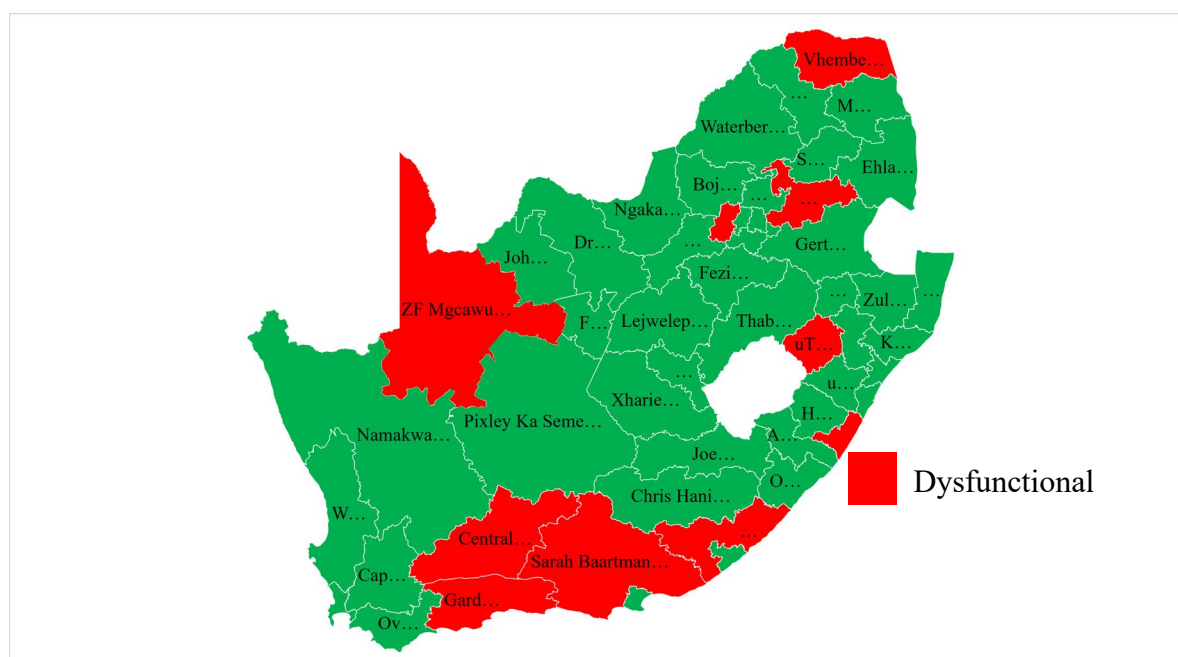 Vhembe…
…
M…
Waterber…
S…
Ehla…
Boj…
…
…
Ngaka…
…
Gert…
Dr…
Joh…
Fezi…
…
Zul…
…
ZF Mgcawu…
F…
Lejwelep…
Thab…
uT…
K…
…
u…
Xharie…
H…
Namakwa…
Pixley Ka Seme…
A…
Joe…
O…
Dysfunctional
Chris Hani…
W…
Central…
…
Sarah Baartman…
Cap…
Gard…
Ov…